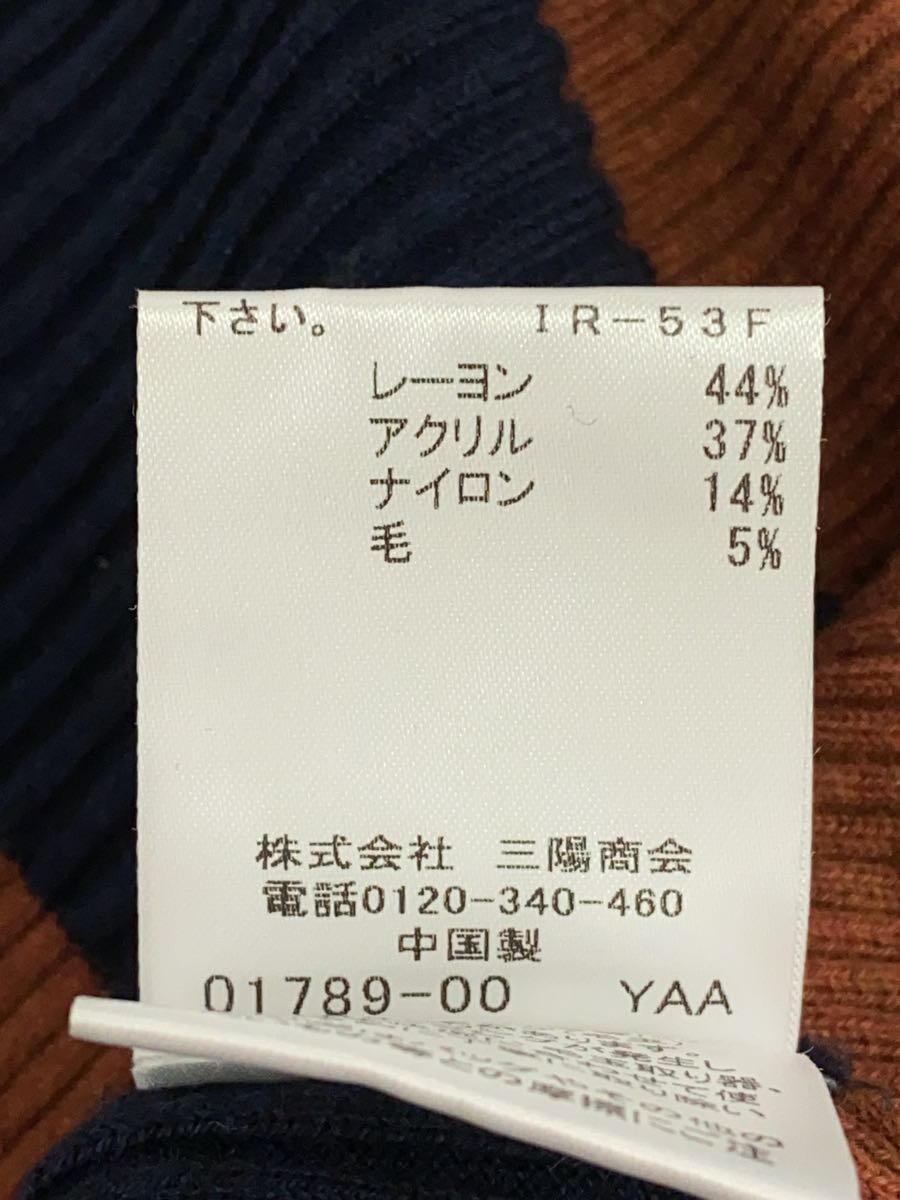 下さい。 IR-53F
レーヨン 44%
アクリル 37%
ナイロン 14%
毛 5%
株式会社 三陽商会
電話0120-340-460
中国製
01789-00 YAA